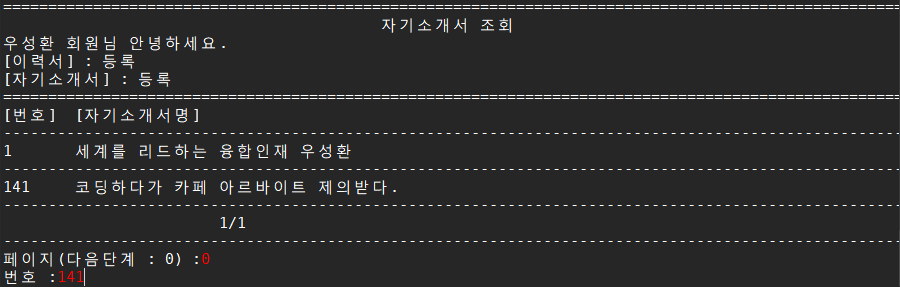 ====================================================================================================
자기소개서 조회
우성환 회원님 안녕하세요.
[이력서] : 등록
[자기소개서] : 등록
====================================================================================================
[번호] [자기소개서명]
----------------------------------------------------------------------------------------------------
1 세계를 리드하는 융합인재 우성환
----------------------------------------------------------------------------------------------------
141 코딩하다가 카페 아르바이트 제의받다.
----------------------------------------------------------------------------------------------------
1/1
----------------------------------------------------------------------------------------------------
페이지(다음단계 : 0) :0
번호 :141